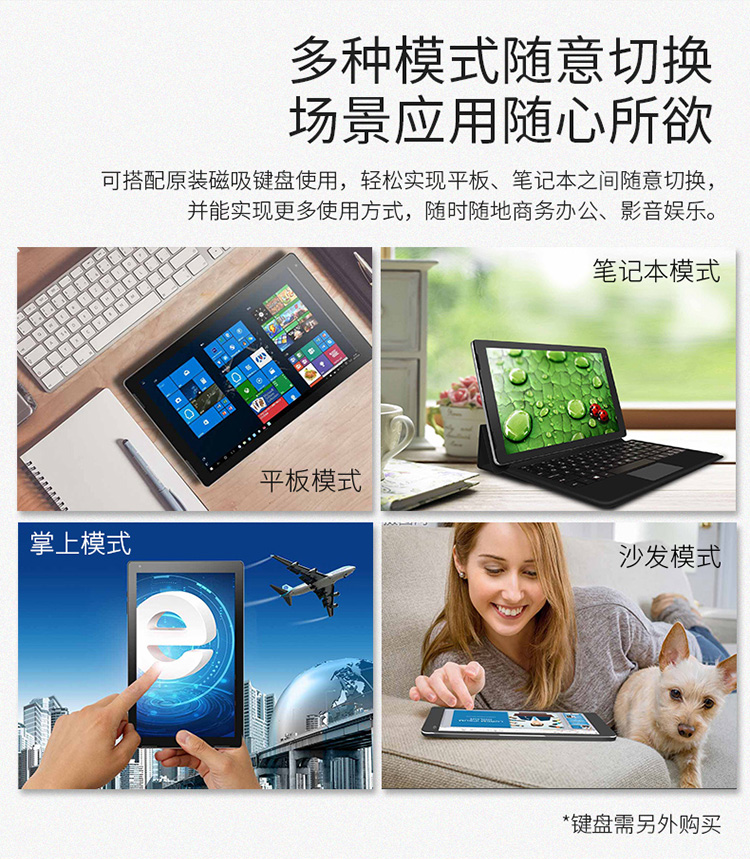 多种模式随意切换
场景应用随心所欲
可搭配原装磁吸键盘使用，轻松实现平板、笔记本之间随意切换，
并能实现更多使用方式，随时随地商务办公、影音娱乐。
平板模式
笔记本模式
掌上模式
e
沙发模式
*键盘需另外购买